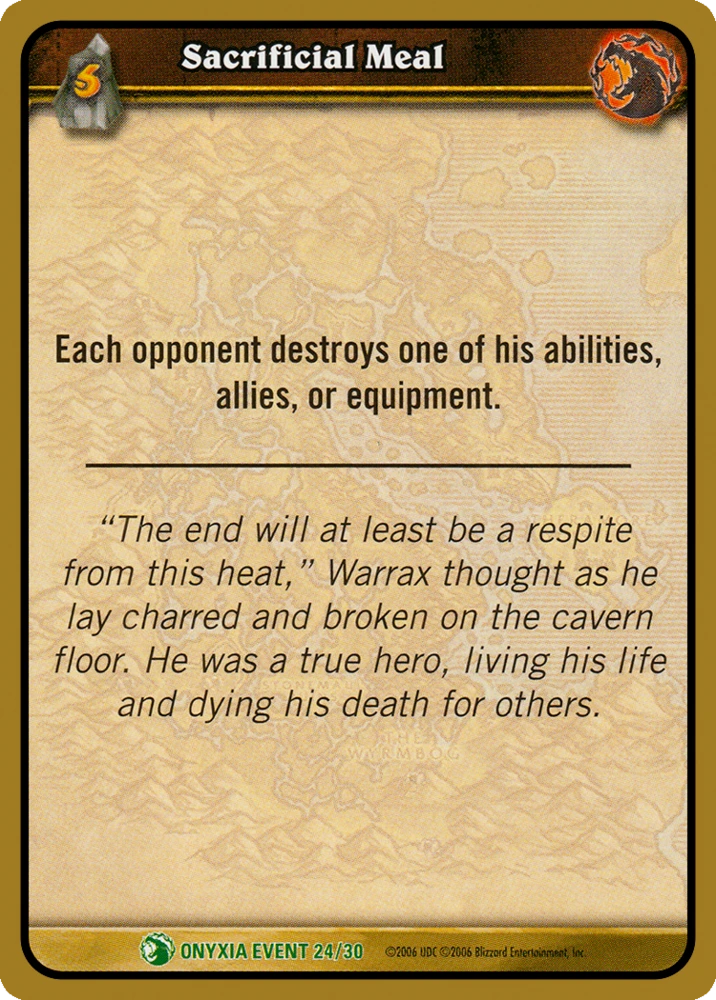 5
Sacrificial Meal
Each opponent destroys one of his abilities,
allies, or equipment.
“The end will at least be a respite
from this heat,” Warrax thought as he
lay charred and broken on the cavern
floor. He was a true hero, living his life
and dying his death for others.
THE
WYRMBOG
ONYXIA EVENT 24/30 ©2006 UDC ©2006 Blizzard Entertainment, Inc.